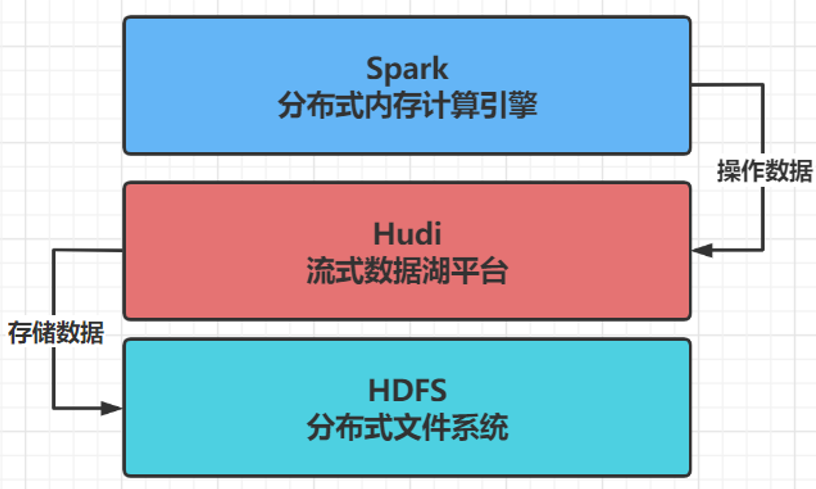 Spark
分布式内存计算引擎
操作数据
Hudi
流式数据湖平台
存储数据
HDFS
分布式文件系统